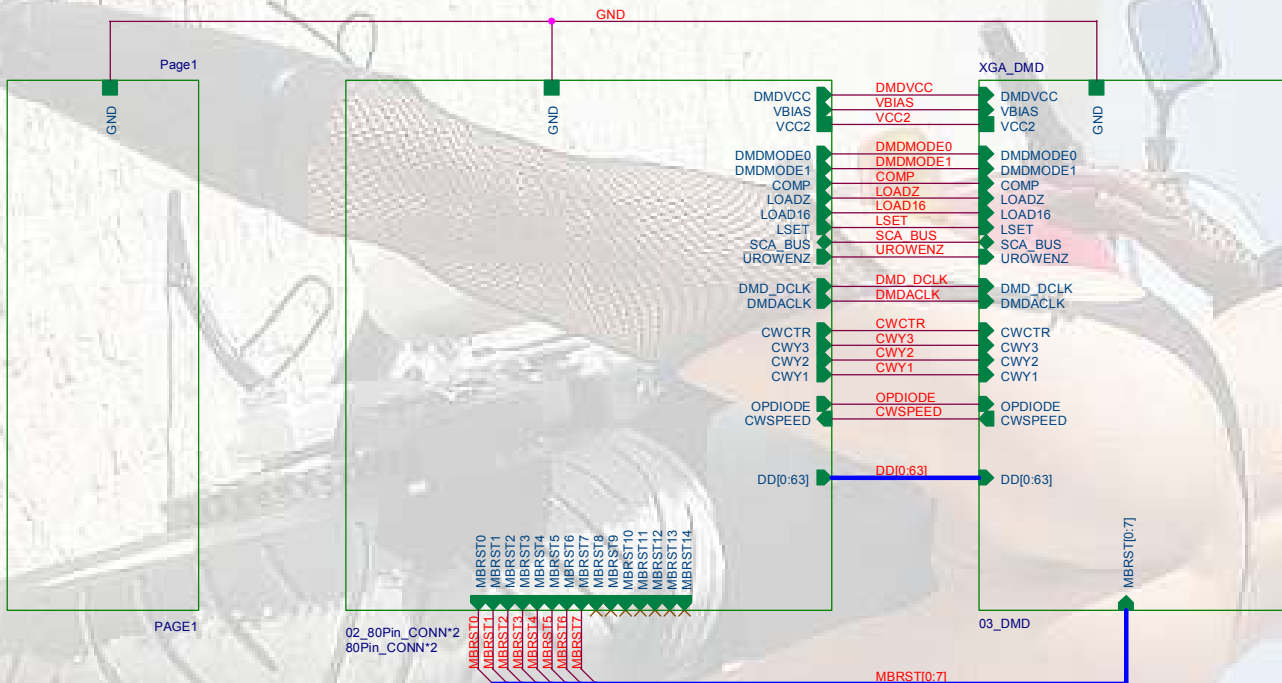 GND
Page1
XGA_DMD
GND
GND
GND
DMDVCC DMDVCC DMDVCC
VBIAS VBIAS VBIAS
VCC2 VCC2 VCC2
DMDMODE0 DMDMODE0 DMDMODE0
DMDMODE1 DMDMODE1 DMDMODE1
COMP COMP COMP
LOADZ LOADZ LOADZ
LOAD16 LOAD16 LOAD16
LSET LSET LSET
SCA_BUS SCA_BUS SCA_BUS
UROWENZ UROWENZ UROWENZ
DMD_DCLK DMD_DCLK DMD_DCLK
DMDACLK DMDACLK DMDACLK
CWCTR CWCTR CWCTR
CWY3 CWY3 CWY3
CWY2 CWY2 CWY2
CWY1 CWY1 CWY1
OPDIODE OPDIODE OPDIODE
CWSPEED CWSPEED CWSPEED
DD[0:63] DD[0:63] DD[0:63]
MBRST0
MBRST1
MBRST2
MBRST3
MBRST4
MBRST5
MBRST6
MBRST7
MBRST8
MBRST9
MBRST10
MBRST11
MBRST12
MBRST13
MBRST14
MBRST[0:7]
PAGE1
02_80Pin_CONN*2
80Pin_CONN*2
03_DMD
MBRST0
MBRST1
MBRST2
MBRST3
MBRST4
MBRST5
MBRST6
MBRST7
MBRST[0:7]